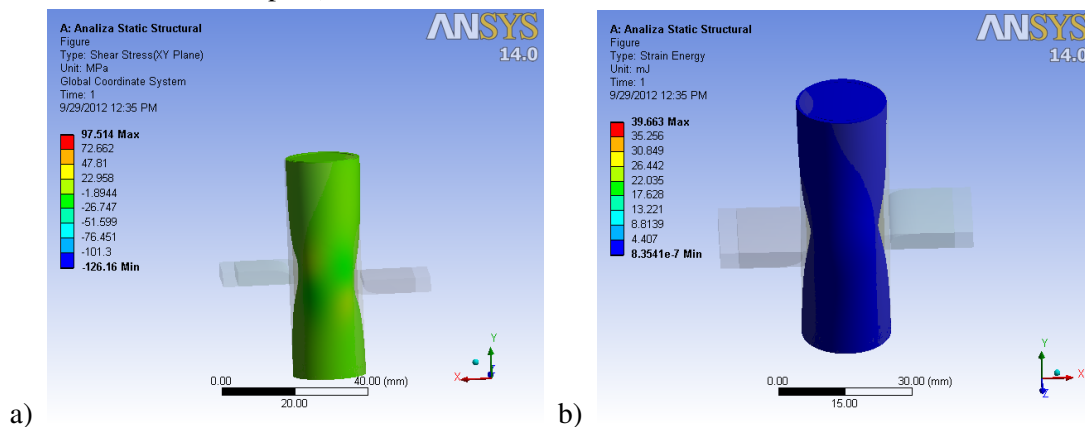 A: Analiza Static Structural
Figure
Type: Shear Stress(XY Plane)
Unit: MPa
Global Coordinate System
Time: 1
9/29/2012 12:35 PM
97.514 Max
72.662
47.81
22.958
-1.8944
-26.747
-51.599
-76.451
-101.3
-126.16 Min
ANSYS
14.0
0.00
40.00 (mm)
20.00
Y
X
a)
A: Analiza Static Structural
Figure
Type: Strain Energy
Unit: mJ
Time: 1
9/29/2012 12:35 PM
39.663 Max
35.256
30.849
26.442
22.035
17.628
13.221
8.8139
4.407
8.3541e-7 Min
ANSYS
14.0
0.00
30.00 (mm)
15.00
Y
X
Z
b)